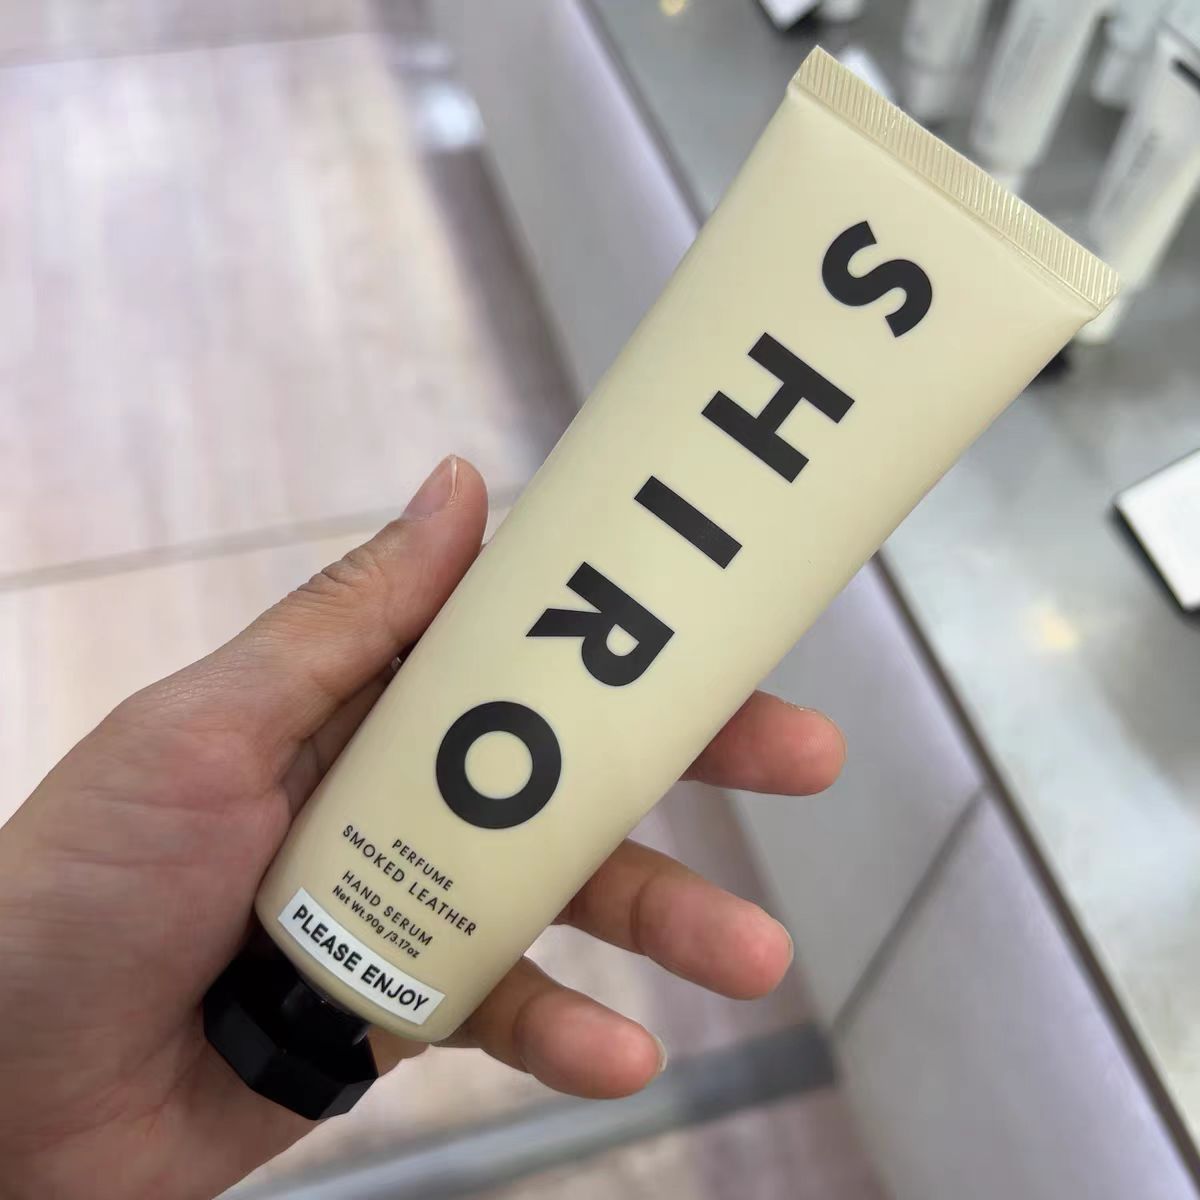 SHIRO
PERFUME
SMOKED LEATHER
HAND SERUM
Net Wt.90g /3.17oz
PLEASE ENJOY